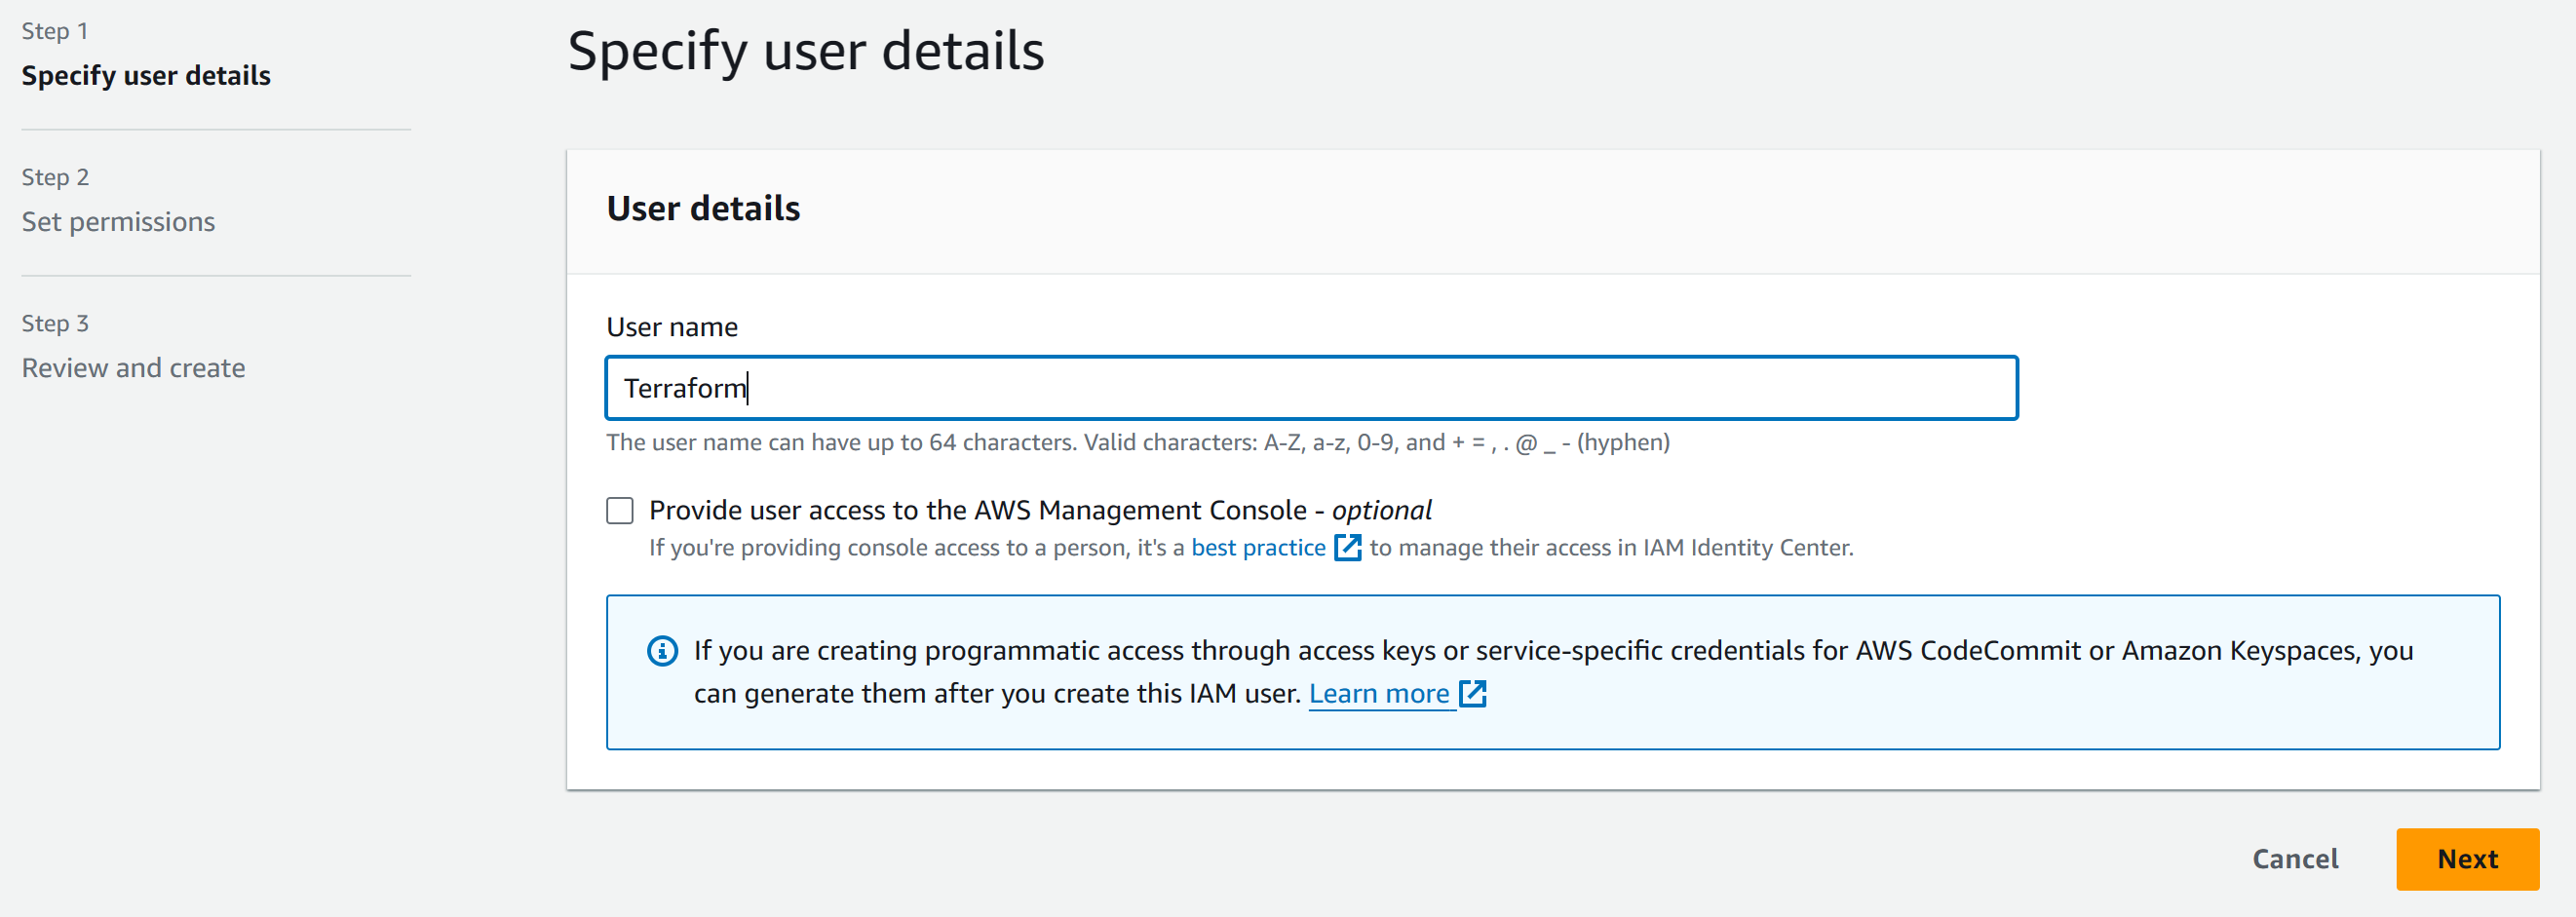 Step 1
Specify user details
Step 2
Set permissions
Step 3
Review and create
Specify user details
User details
User name
Terraform
The user name can have up to 64 characters. Valid characters: A-Z, a-z, 0-9, and + = , . @ _ - (hyphen)
Provide user access to the AWS Management Console - optional
If you're providing console access to a person, it's a best practice to manage their access in IAM Identity Center.
If you are creating programmatic access through access keys or service-specific credentials for AWS CodeCommit or Amazon Keyspaces, you
can generate them after you create this IAM user. Learn more
Cancel
Next